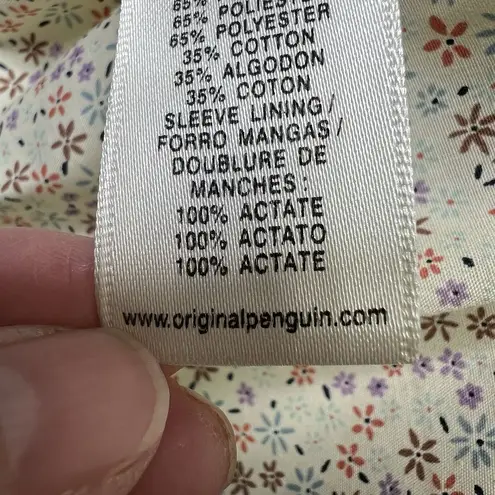 65% POLIESTER
65% POLYESTER
35% COTTON
35% ALGODON
35% COTON
SLEEVE LINING/
FORRO MANGAS/
DOUBLURE DE
MANCHES:
100% ACTATE
100% ACTATO
100% ACTATE
www.originalpenguin.com